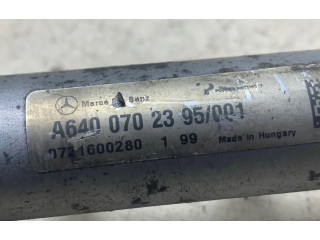 Mercedes Benz
A640 070 23 95/001
0721600280 1 99 Made in Hungary